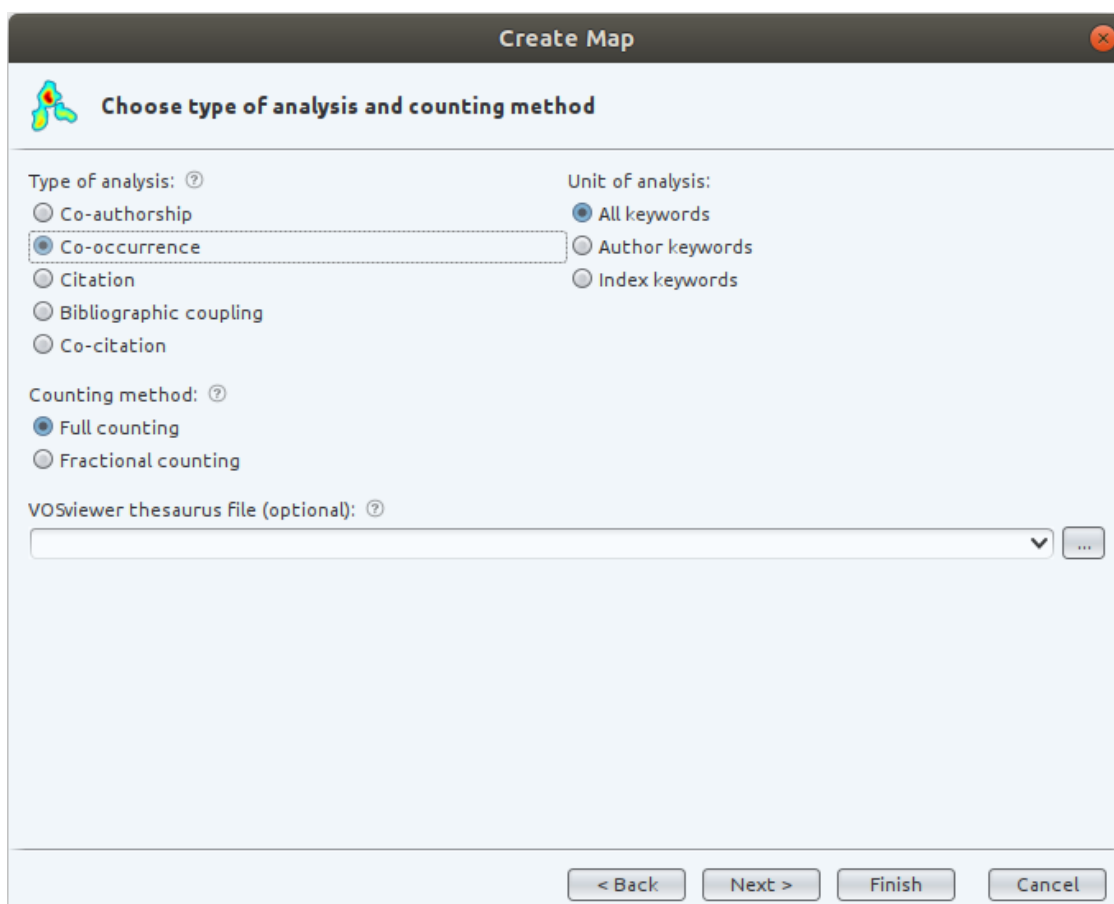 Create Map
Choose type of analysis and counting method
Type of analysis: ?
Co-authorship
Co-occurrence
Citation
Bibliographic coupling
Co-citation
Unit of analysis:
All keywords
Author keywords
Index keywords
Counting method: ?
Full counting
Fractional counting
VOSviewer thesaurus file (optional): ?
...
< Back Next > Finish Cancel